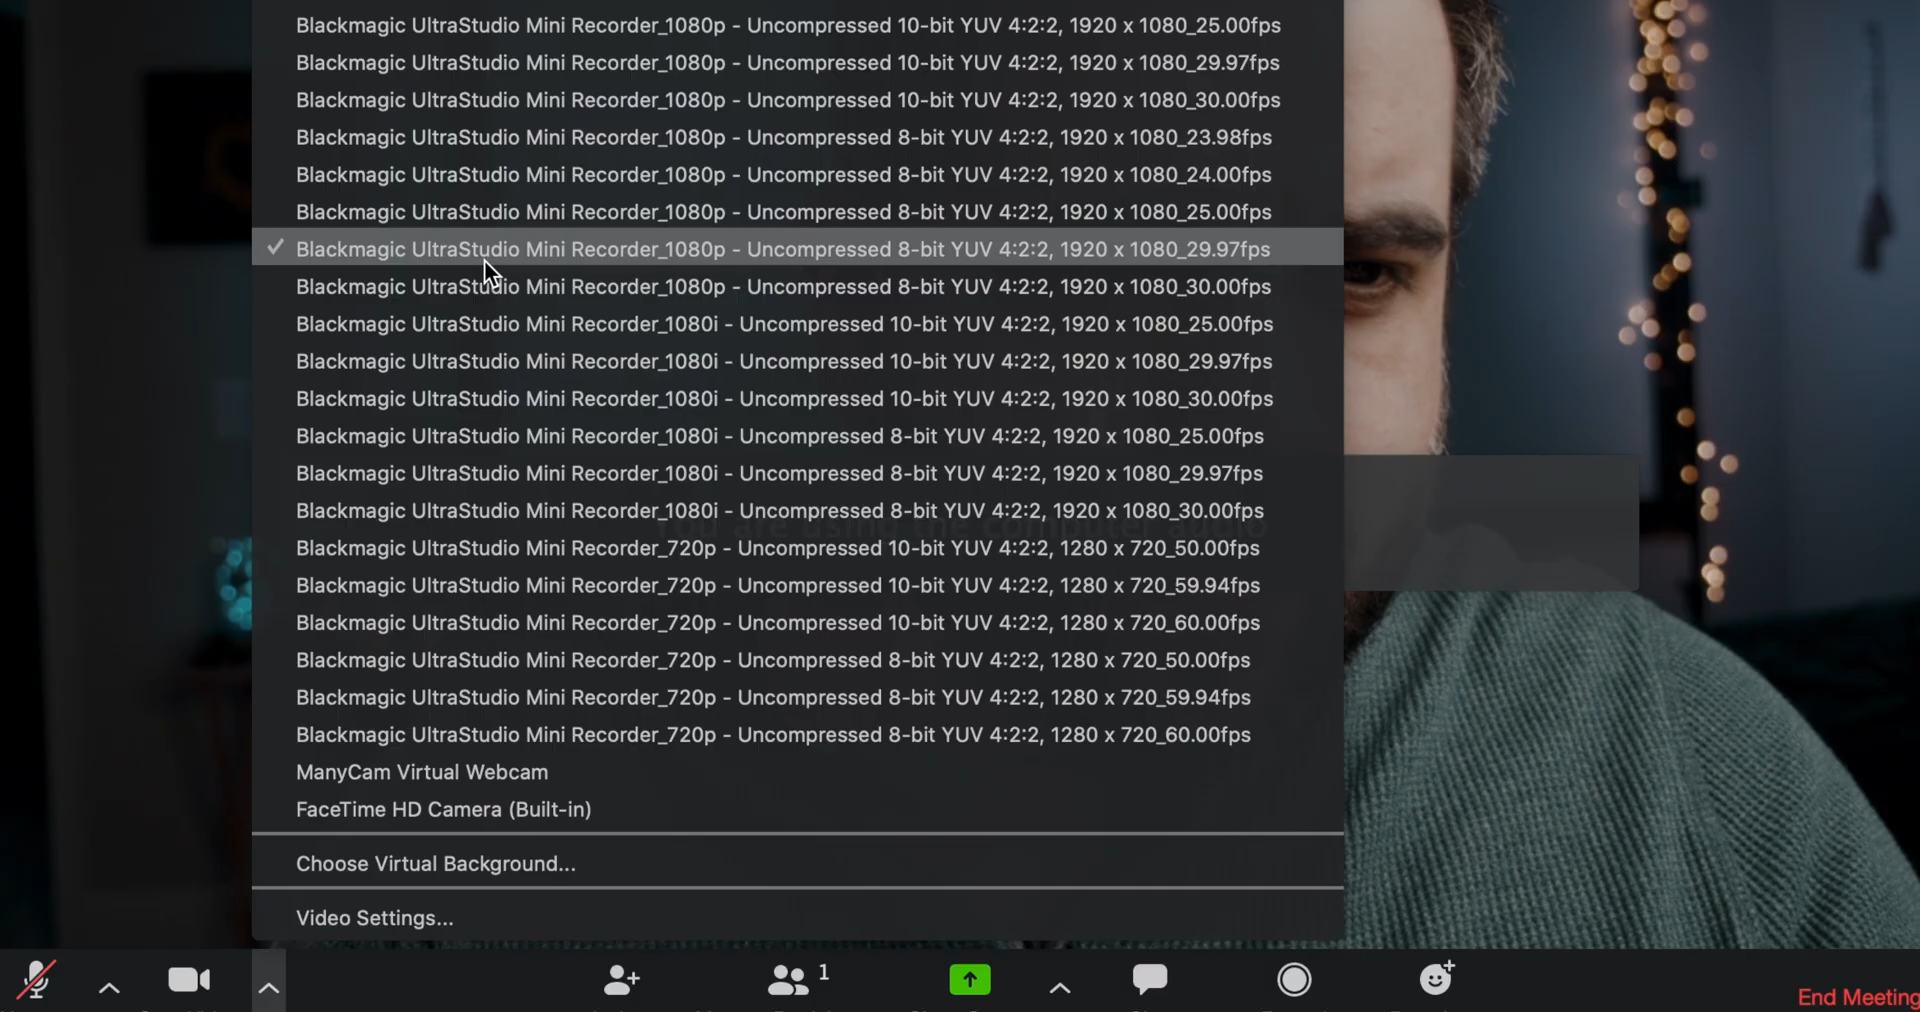 Blackmagic UltraStudio Mini Recorder_1080p - Uncompressed 10-bit YUV 4:2:2, 1920 x 1080_25.00fps
Blackmagic UltraStudio Mini Recorder_1080p - Uncompressed 10-bit YUV 4:2:2, 1920 x 1080_29.97fps
Blackmagic UltraStudio Mini Recorder_1080p - Uncompressed 10-bit YUV 4:2:2, 1920 x 1080_30.00fps
Blackmagic UltraStudio Mini Recorder_1080p - Uncompressed 8-bit YUV 4:2:2, 1920 x 1080_23.98fps
Blackmagic UltraStudio Mini Recorder_1080p - Uncompressed 8-bit YUV 4:2:2, 1920 x 1080_24.00fps
Blackmagic UltraStudio Mini Recorder_1080p - Uncompressed 8-bit YUV 4:2:2, 1920 x 1080_25.00fps
Blackmagic UltraStudio Mini Recorder_1080p - Uncompressed 8-bit YUV 4:2:2, 1920 x 1080_29.97fps
Blackmagic UltraStudio Mini Recorder_1080p - Uncompressed 8-bit YUV 4:2:2, 1920 x 1080_30.00fps
Blackmagic UltraStudio Mini Recorder_1080i - Uncompressed 10-bit YUV 4:2:2, 1920 x 1080_25.00fps
Blackmagic UltraStudio Mini Recorder_1080i - Uncompressed 10-bit YUV 4:2:2, 1920 x 1080_29.97fps
Blackmagic UltraStudio Mini Recorder_1080i - Uncompressed 10-bit YUV 4:2:2, 1920 x 1080_30.00fps
Blackmagic UltraStudio Mini Recorder_1080i - Uncompressed 8-bit YUV 4:2:2, 1920 x 1080_25.00fps
Blackmagic UltraStudio Mini Recorder_1080i - Uncompressed 8-bit YUV 4:2:2, 1920 x 1080_29.97fps
Blackmagic UltraStudio Mini Recorder_1080i - Uncompressed 8-bit YUV 4:2:2, 1920 x 1080_30.00fps
You are using the computer audio
Blackmagic UltraStudio Mini Recorder_720p - Uncompressed 10-bit YUV 4:2:2, 1280 x 720_50.00fps
Blackmagic UltraStudio Mini Recorder_720p - Uncompressed 10-bit YUV 4:2:2, 1280 x 720_59.94fps
Blackmagic UltraStudio Mini Recorder_720p - Uncompressed 10-bit YUV 4:2:2, 1280 x 720_60.00fps
Blackmagic UltraStudio Mini Recorder_720p - Uncompressed 8-bit YUV 4:2:2, 1280 x 720_50.00fps
Blackmagic UltraStudio Mini Recorder_720p - Uncompressed 8-bit YUV 4:2:2, 1280 x 720_59.94fps
Blackmagic UltraStudio Mini Recorder_720p - Uncompressed 8-bit YUV 4:2:2, 1280 x 720_60.00fps
ManyCam Virtual Webcam
FaceTime HD Camera (Built-in)
Choose Virtual Background...
Video Settings...
1
End Meeting